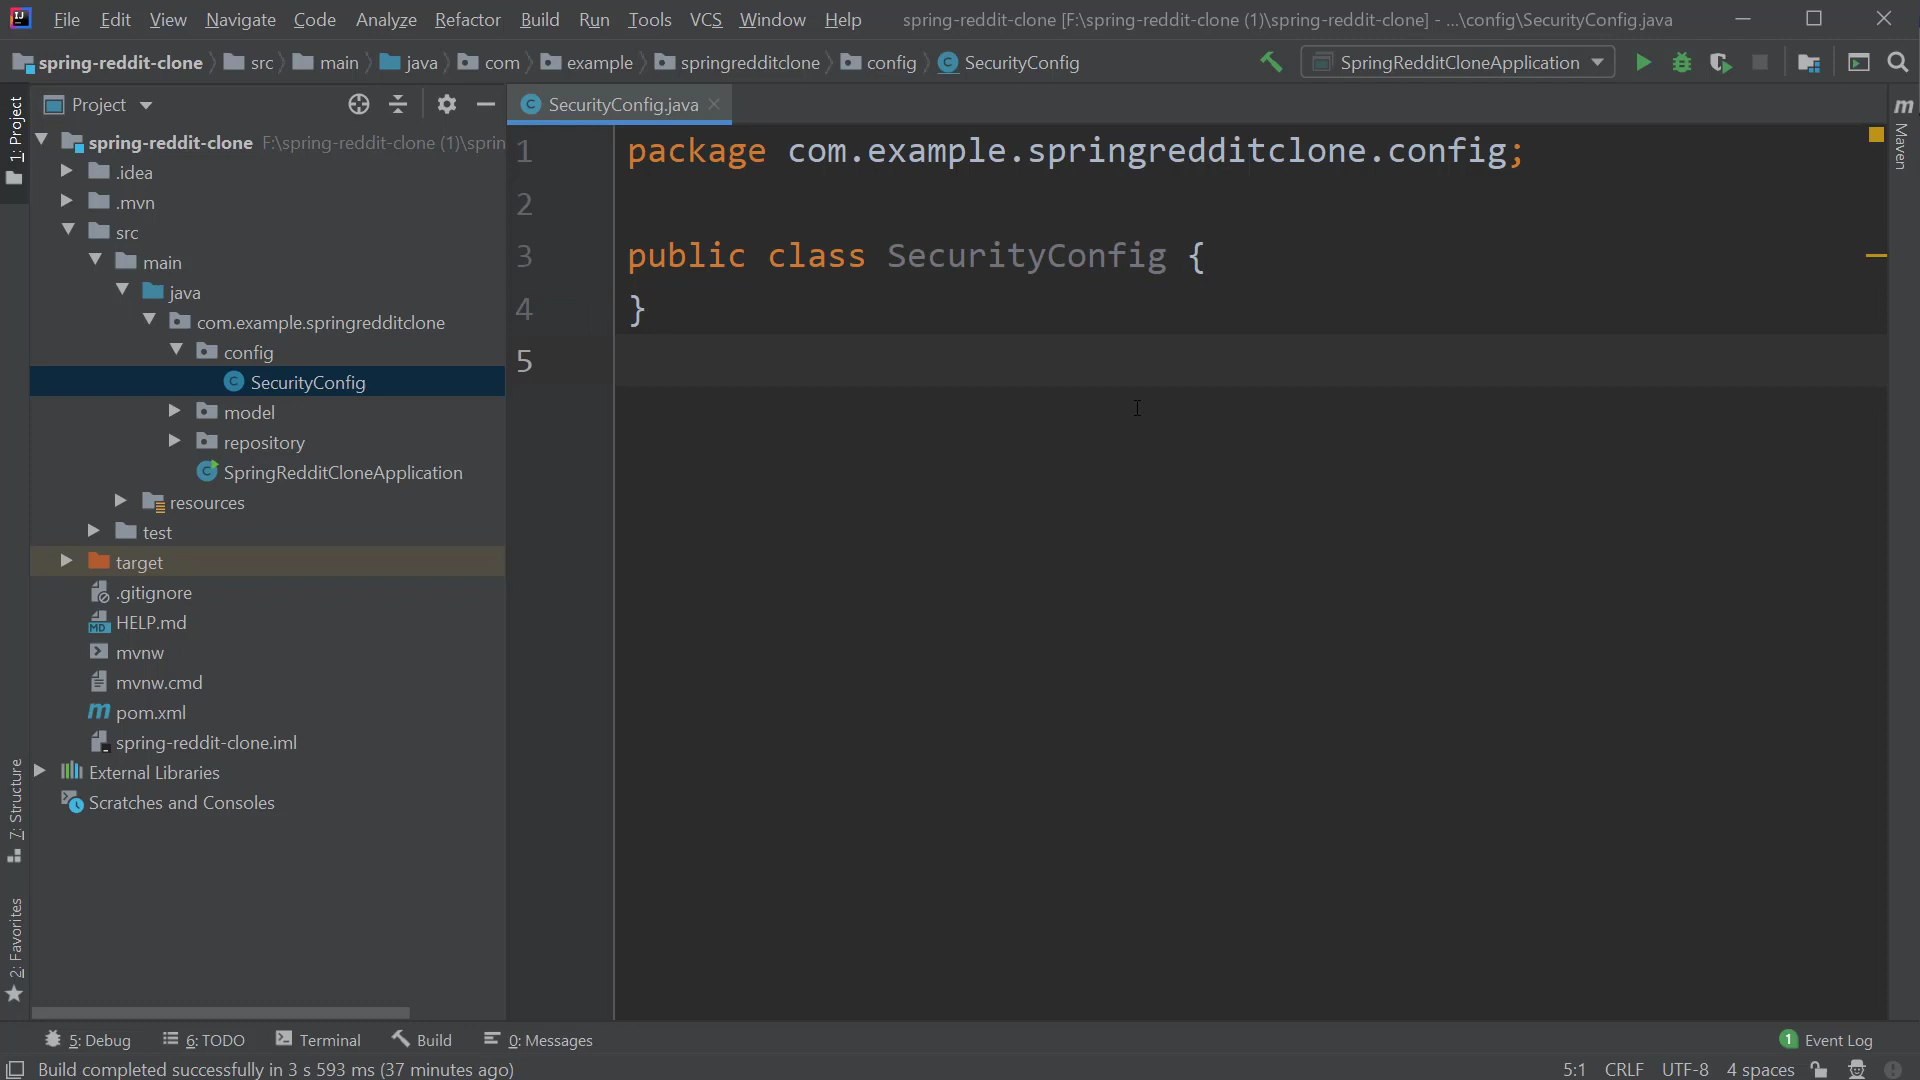 File Edit View Navigate Code Analyze Refactor Build Run Tools VCS Window Help spring-reddit-clone [F:\spring-reddit-clone (1)\spring-reddit-clone] - ...\config\SecurityConfig.java
spring-reddit-clone src main java com example springredditclone config SecurityConfig SpringRedditCloneApplication
Project
SecurityConfig.java
1: Project
spring-reddit-clone F:\spring-reddit-clone (1)\sprin
.idea
.mvn
src
main
java
com.example.springredditclone
config
SecurityConfig
model
repository
SpringRedditCloneApplication
resources
test
target
.gitignore
HELP.md
mvnw
mvnw.cmd
pom.xml
spring-reddit-clone.iml
External Libraries
Scratches and Consoles
7: Structure
2: Favorites
1 package com.example.springredditclone.config;
2
3 public class SecurityConfig {
4 }
5
Maven
5: Debug 6: TODO Terminal Build 0: Messages 1 Event Log
Build completed successfully in 3 s 593 ms (37 minutes ago) 5:1 CRLF UTF-8 4 spaces